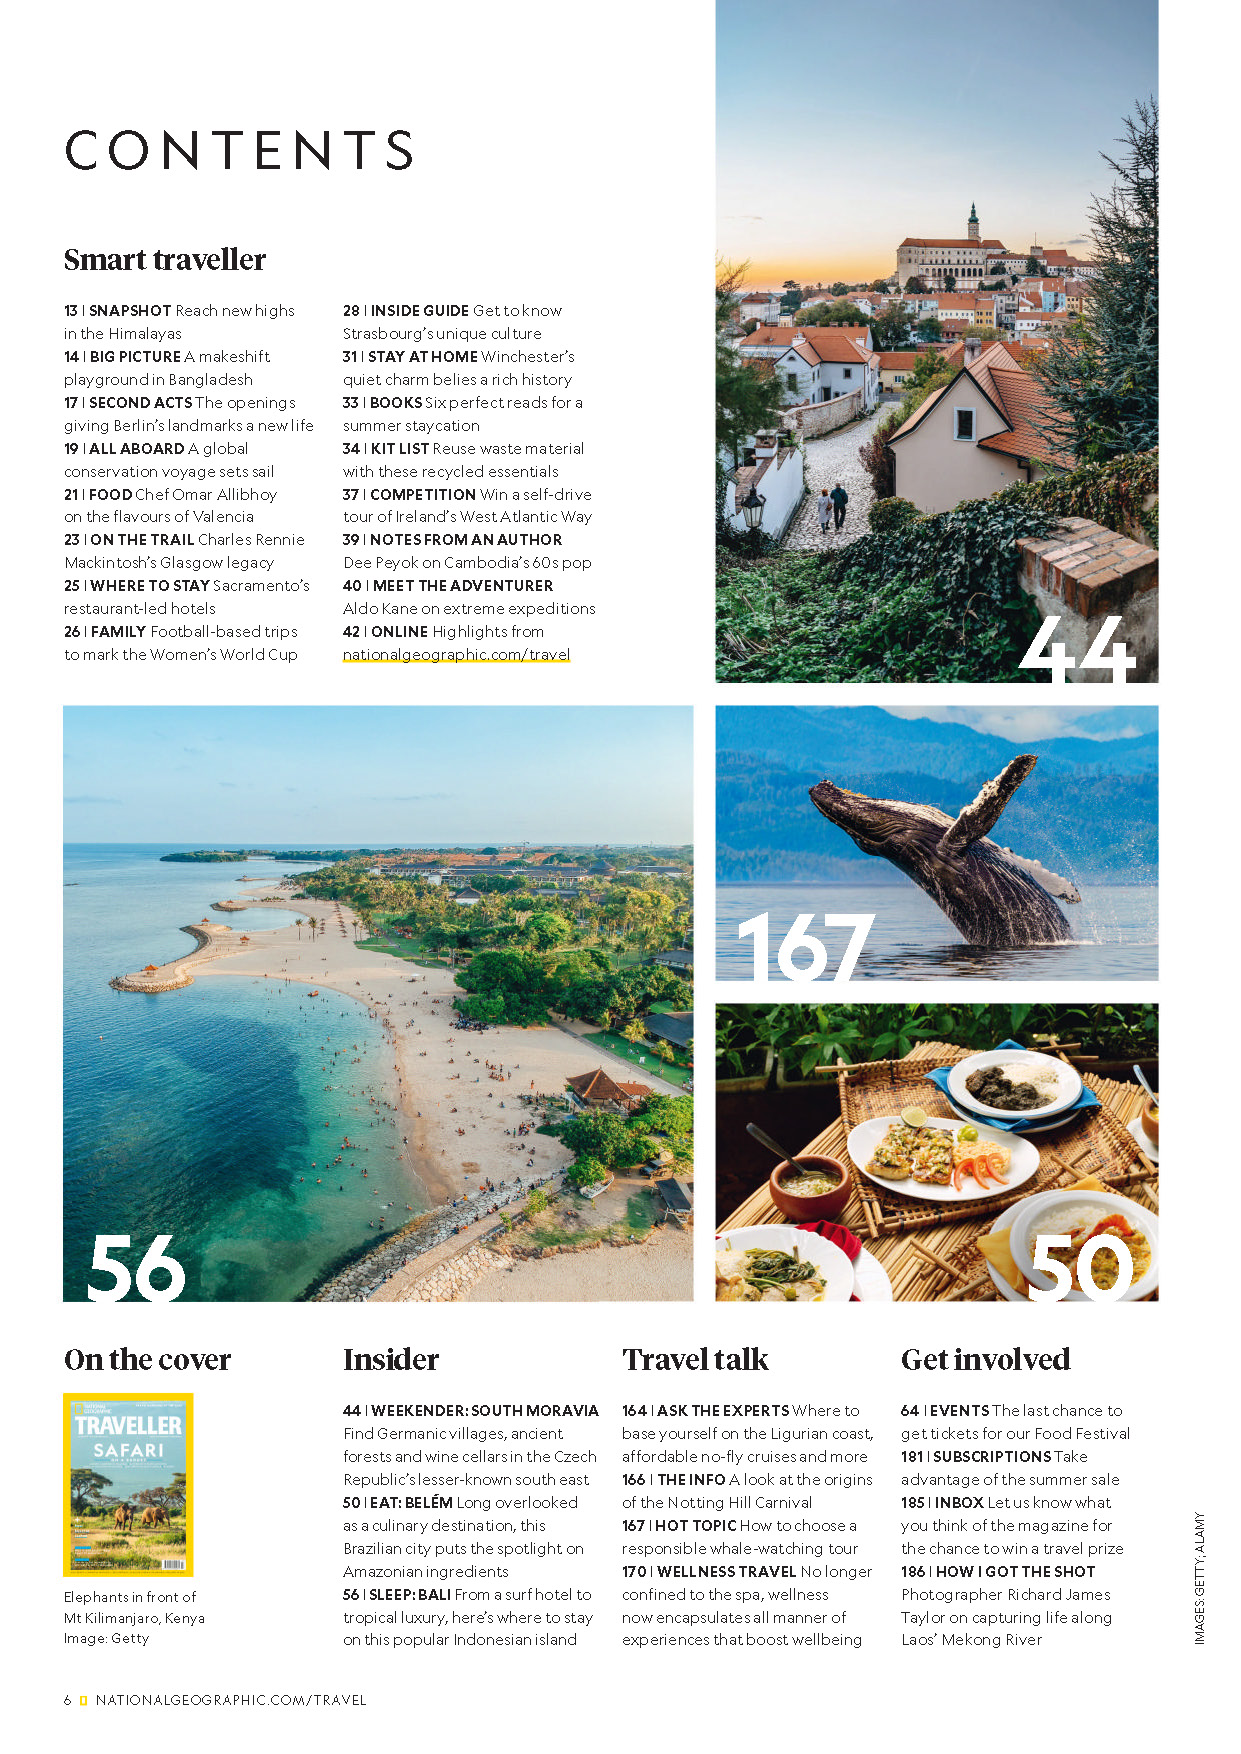 CONTENTS
Smart traveller
13 | SNAPSHOT Reach new highs
in the Himalayas
14 | BIG PICTURE A makeshift
playground in Bangladesh
17 | SECOND ACTS The openings
giving Berlin's landmarks a new life
19 | ALL ABOARD A global
conservation voyage sets sail
21 | FOOD Chef Omar Allibhoy
on the flavours of Valencia
23 | ON THE TRAIL Charles Rennie
Mackintosh's Glasgow legacy
25 | WHERE TO STAY Sacramento's
restaurant-led hotels
26 | FAMILY Football-based trips
to mark the Women's World Cup
28 | INSIDE GUIDE Get to know
Strasbourg's unique culture
31 | STAY AT HOME Winchester's
quiet charm belies a rich history
33 | BOOKS Six perfect reads for a
summer staycation
34 | KIT LIST Reuse waste material
with these recycled essentials
37 | COMPETITION Win a self-drive
tour of Ireland's West Atlantic Way
39 | NOTES FROM AN AUTHOR
Dee Peyok on Cambodia's 60s pop
40 | MEET THE ADVENTURER
Aldo Kane on extreme expeditions
42 | ONLINE Highlights from
nationalgeographic.com/travel
44
167
56
50
On the cover
TRAVELLER
SAFARI
Elephants in front of
Mt Kilimanjaro, Kenya
Image: Getty
Insider
44 | WEEKENDER: SOUTH MORAVIA
Find Germanic villages, ancient
forests and wine cellars in the Czech
Republic's lesser-known south east
50 | EAT: BELÉM Long overlooked
as a culinary destination, this
Brazilian city puts the spotlight on
Amazonian ingredients
56 | SLEEP: BALI From a surf hotel to
tropical luxury, here's where to stay
on this popular Indonesian island
Travel talk
164 | ASK THE EXPERTS Where to
base yourself on the Ligurian coast,
affordable no-fly cruises and more
166 | THE INFO A look at the origins
of the Notting Hill Carnival
167 | HOT TOPIC How to choose a
responsible whale-watching tour
170 | WELLNESS TRAVEL No longer
confined to the spa, wellness
now encapsulates all manner of
experiences that boost wellbeing
Get involved
64 | EVENTS The last chance to
get tickets for our Food Festival
181 | SUBSCRIPTIONS Take
advantage of the summer sale
185 | INBOX Let us know what
you think of the magazine for
the chance to win a travel prize
186 | HOW I GOT THE SHOT
Photographer Richard James
Taylor on capturing life along
Laos' Mekong River
IMAGES: GETTY; ALAMY
6 NATIONALGEOGRAPHIC.COM/TRAVEL